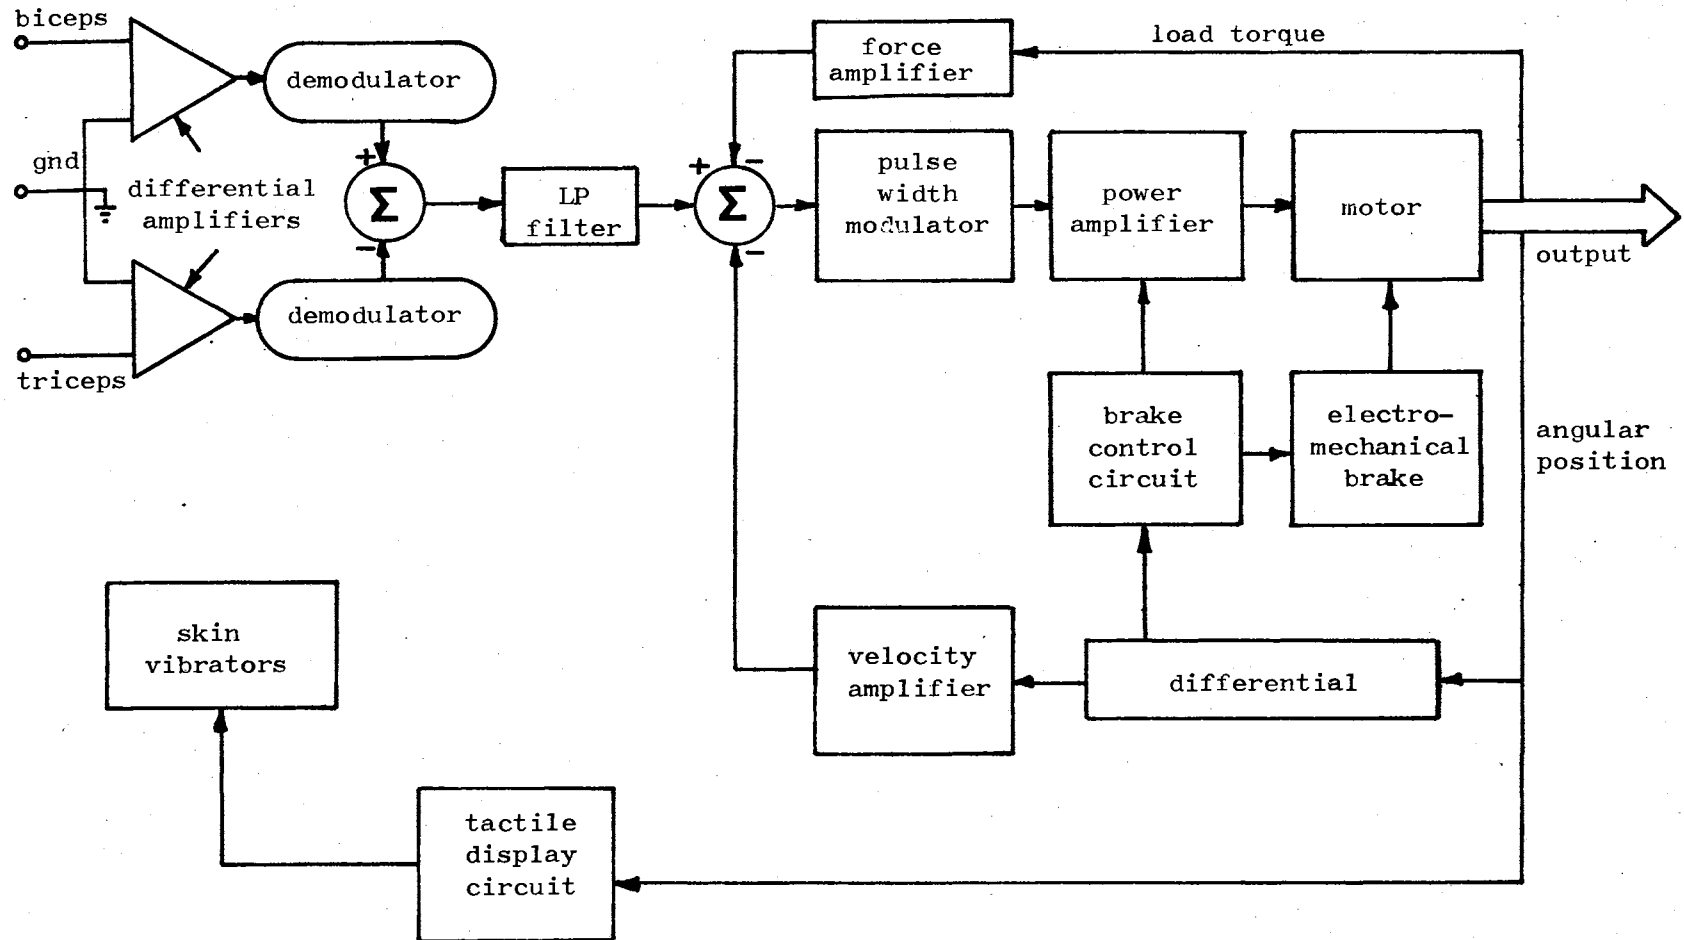 biceps
demodulator
gnd
differential
amplifiers
+
Σ
−
demodulator
triceps
LP
filter
force
amplifier
load torque
+
−
Σ
−
pulse
width
modulator
power
amplifier
motor
output
brake
control
circuit
electro-
mechanical
brake
angular
position
skin
vibrators
velocity
amplifier
differential
tactile
display
circuit